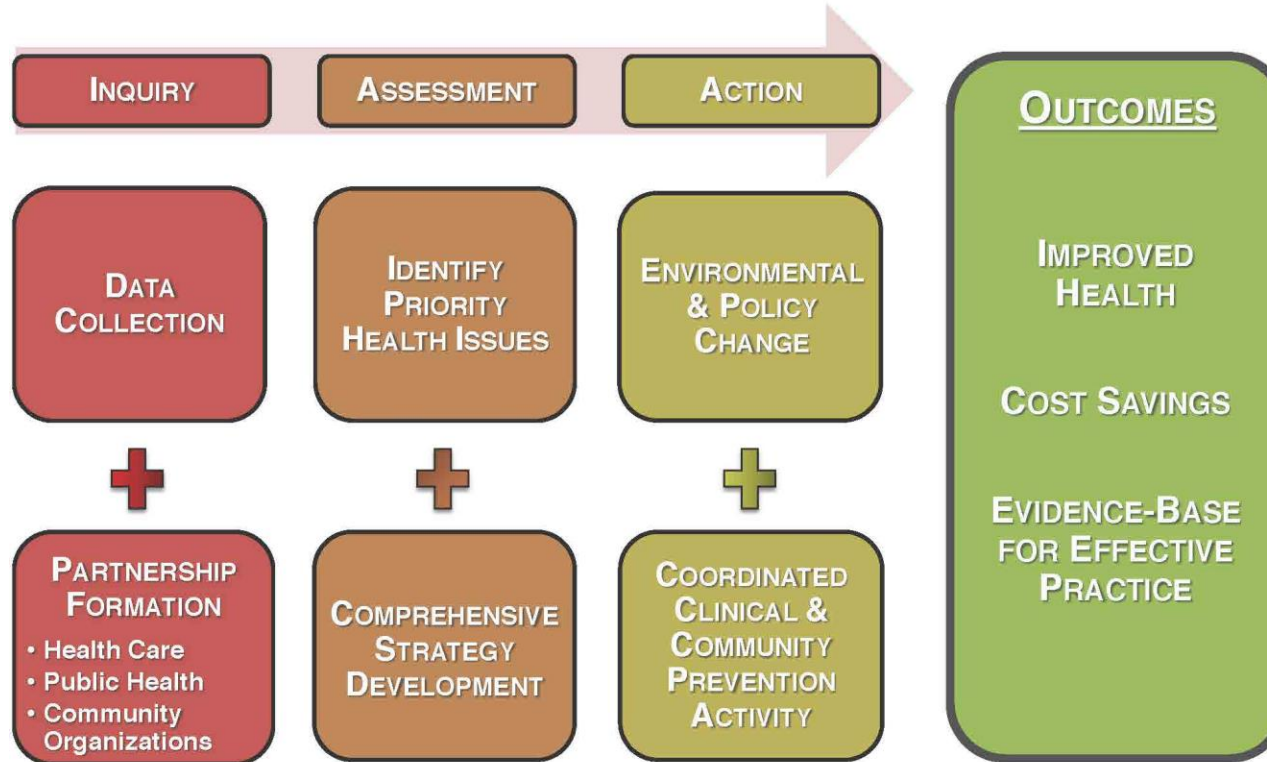 INQUIRY
ASSESSMENT
ACTION
OUTCOMES
DATA
COLLECTION
IDENTIFY
PRIORITY
HEALTH ISSUES
ENVIRONMENTAL
& POLICY
CHANGE
PARTNERSHIP
FORMATION
• Health Care
• Public Health
• Community
Organizations
COMPREHENSIVE
STRATEGY
DEVELOPMENT
COORDINATED
CLINICAL &
COMMUNITY
PREVENTION
ACTIVITY
IMPROVED
HEALTH
COST SAVINGS
EVIDENCE-BASE
FOR EFFECTIVE
PRACTICE